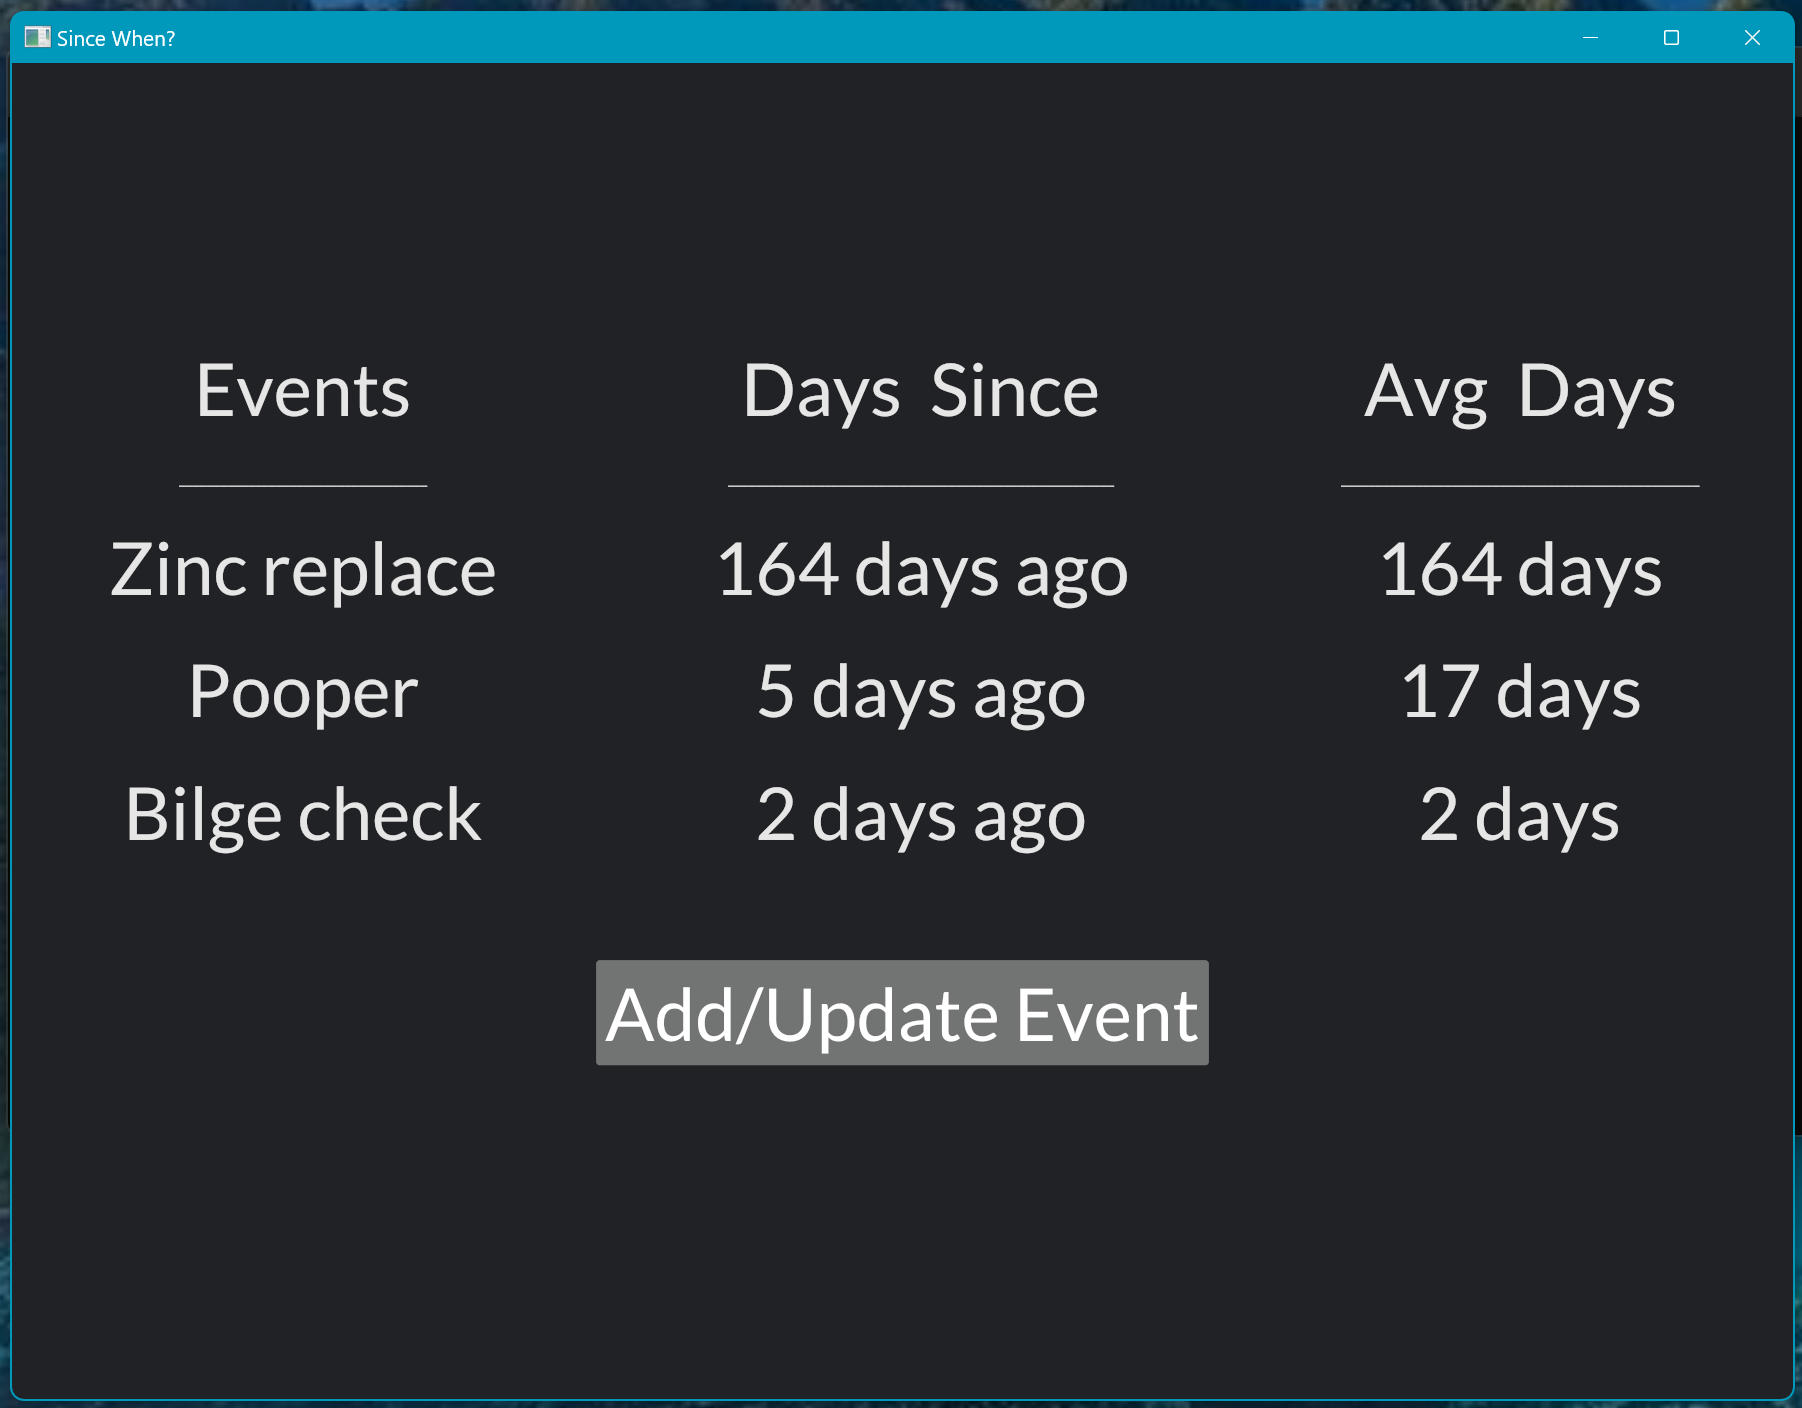 Since When?
Events Days Since Avg Days
Zinc replace 164 days ago 164 days
Pooper 5 days ago 17 days
Bilge check 2 days ago 2 days
Add/Update Event